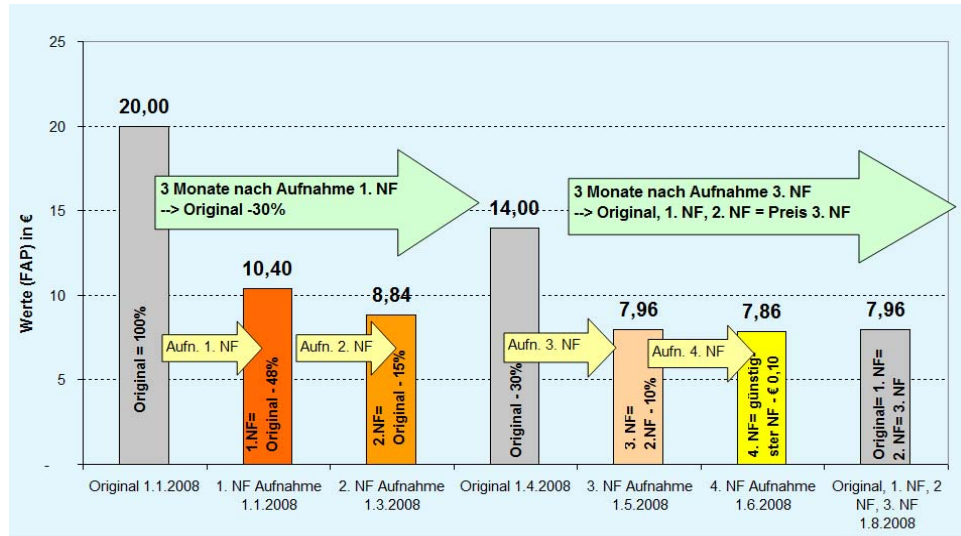 25
20
15
10
5
-
Werte (FAP) in €
20,00
3 Monate nach Aufnahme 1. NF
--> Original -30%
14,00
3 Monate nach Aufnahme 3. NF
--> Original, 1. NF, 2. NF = Preis 3. NF
10,40
8,84
7,96
7,86
7,96
Aufn. 1. NF
Aufn. 2. NF
Aufn. 3. NF
Aufn. 4. NF
Original = 100%
1.NF=
Original - 48%
2.NF=
Original - 15%
Original - 30%
3. NF=
2.NF - 10%
4. NF= günstig
ster NF - € 0,10
Original= 1. NF=
2. NF= 3. NF
Original 1.1.2008
1. NF Aufnahme
1.1.2008
2. NF Aufnahme
1.3.2008
Original 1.4.2008
3. NF Aufnahme
1.5.2008
4. NF Aufnahme
1.6.2008
Original, 1. NF, 2
NF, 3. NF
1.8.2008